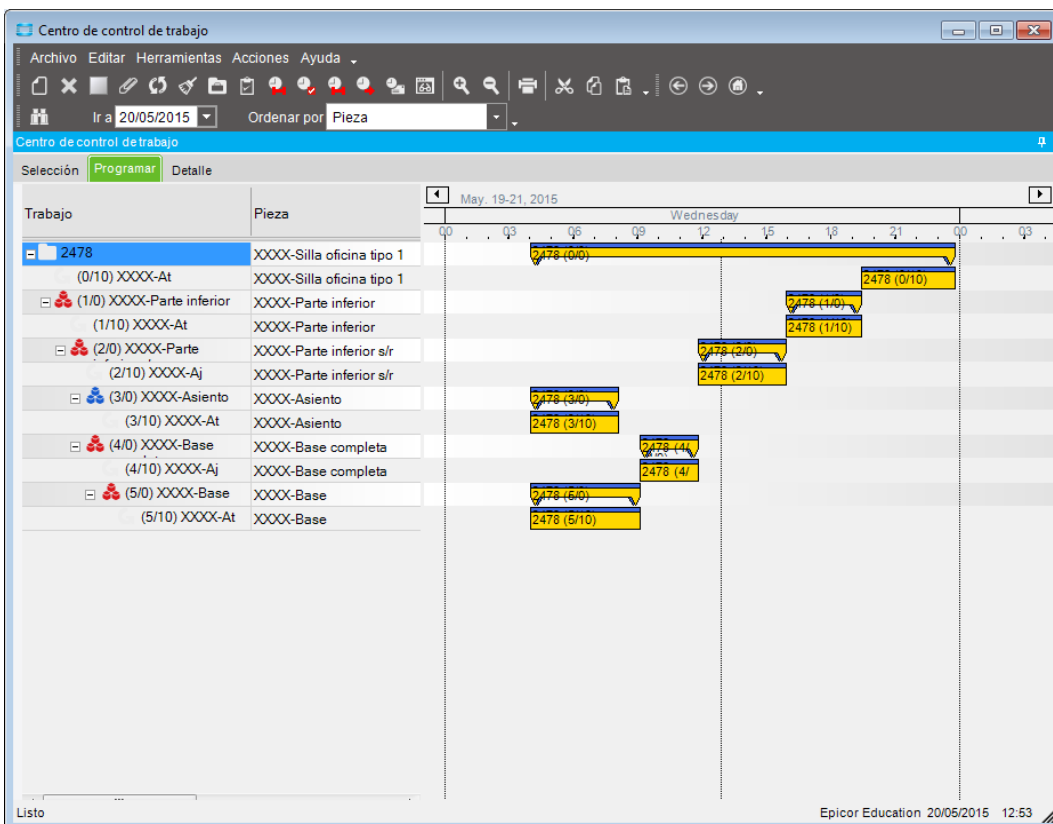 Centro de control de trabajo
Archivo Editar Herramientas Acciones Ayuda
Ir a 20/05/2015 Ordenar por Pieza
Centro de control de trabajo
Selección Programar Detalle
Trabajo Pieza May. 19-21, 2015
Wednesday
00 03 06 09 12 15 18 21 00 03
2478 XXXX-Silla oficina tipo 1 2478 (0/0)
(0/10) XXXX-At XXXX-Silla oficina tipo 1 2478 (0/10)
(1/0) XXXX-Parte inferior XXXX-Parte inferior 2478 (1/0)
(1/10) XXXX-At XXXX-Parte inferior 2478 (1/10)
(2/0) XXXX-Parte XXXX-Parte inferior s/r 2478 (2/0)
(2/10) XXXX-Aj XXXX-Parte inferior s/r 2478 (2/10)
(3/0) XXXX-Asiento XXXX-Asiento 2478 (3/0)
(3/10) XXXX-At XXXX-Asiento 2478 (3/10)
(4/0) XXXX-Base XXXX-Base completa 2478 (4/
(4/10) XXXX-Aj XXXX-Base completa 2478 (4/
(5/0) XXXX-Base XXXX-Base 2478 (5/0)
(5/10) XXXX-At XXXX-Base 2478 (5/10)
Listo Epicor Education 20/05/2015 12:53